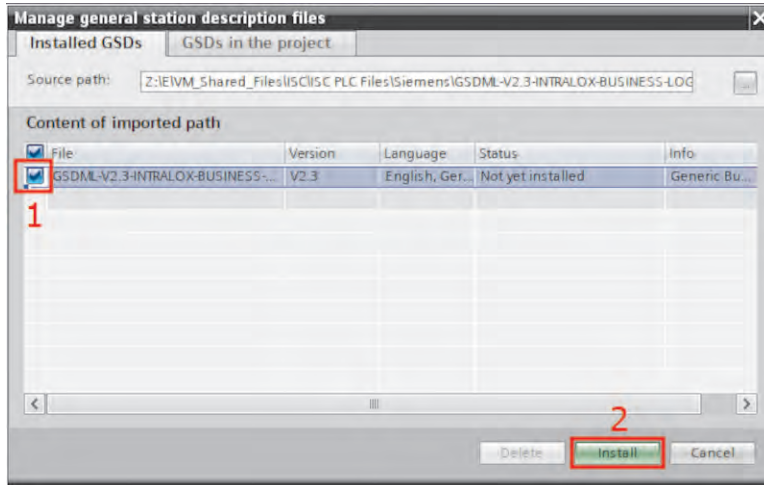 Manage general station description files
Installed GSDs GSDs in the project
Source path: Z:\E\VM_Shared_Files\ISC\ISC PLC Files\Siemens\GSDML-V2.3-INTRALOX-BUSINESS-LOG
Content of imported path
File Version Language Status Info
GSDML-V2.3-INTRALOX-BUSINESS-... V2.3 English, Ger... Not yet installed Generic Bu...
1
2
Delete Install Cancel